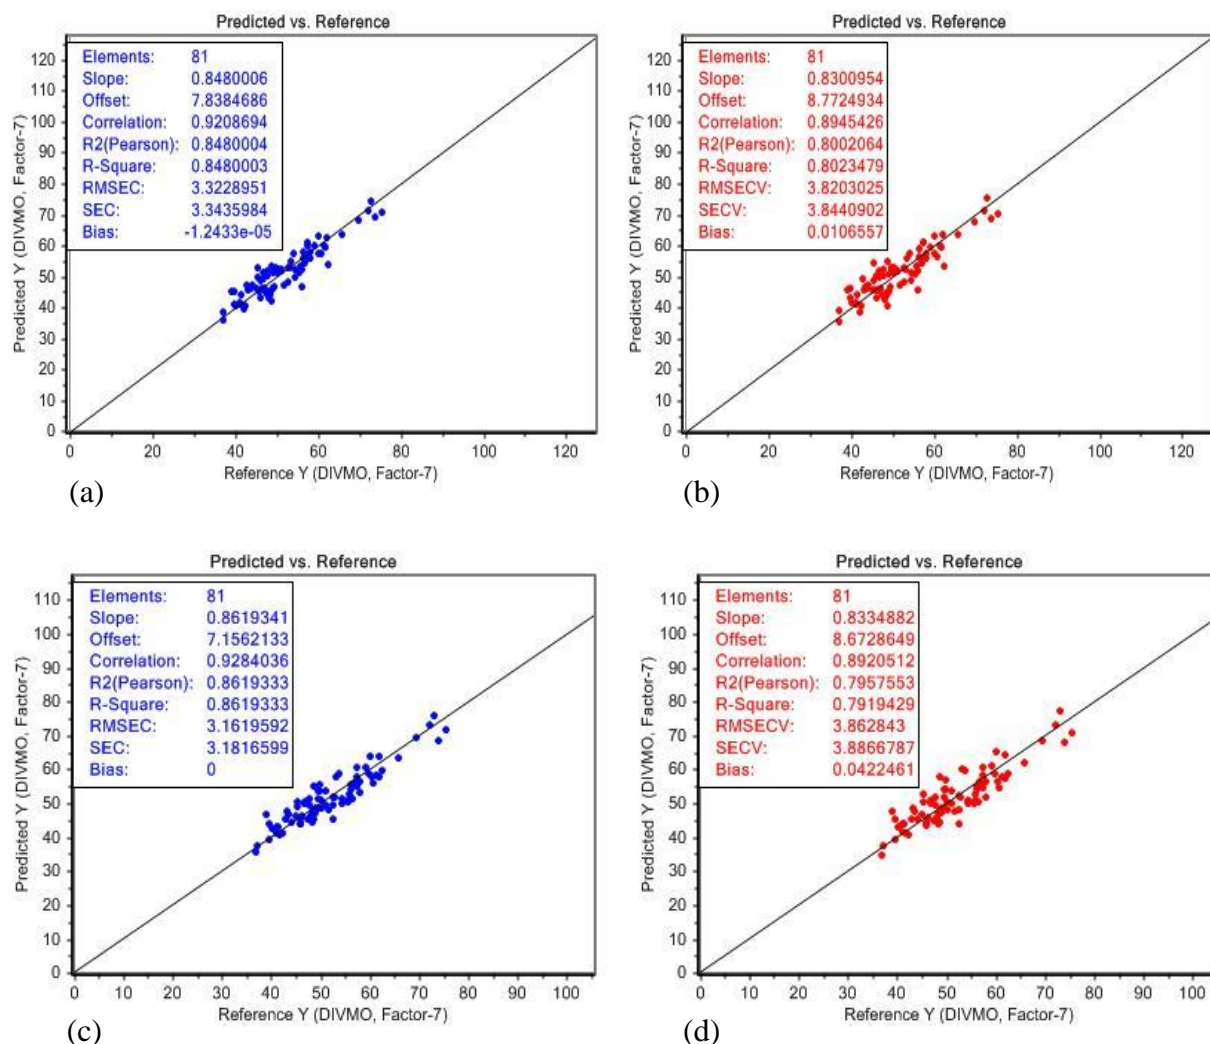 Predicted vs. Reference
Predicted Y (DIVMO, Factor-7)
120
110
100
90
80
70
60
50
40
30
20
10
0
Elements: 81
Slope: 0.8480006
Offset: 7.8384686
Correlation: 0.9208694
R2(Pearson): 0.8480004
R-Square: 0.8480003
RMSEC: 3.3228951
SEC: 3.3435984
Bias: -1.2433e-05
0 20 40 60 80 100 120
Reference Y (DIVMO, Factor-7)
(a)
Predicted vs. Reference
Predicted Y (DIVMO, Factor-7)
120
110
100
90
80
70
60
50
40
30
20
10
0
Elements: 81
Slope: 0.8300954
Offset: 8.7724934
Correlation: 0.8945426
R2(Pearson): 0.8002064
R-Square: 0.8023479
RMSECV: 3.8203025
SECV: 3.8440902
Bias: 0.0106557
0 20 40 60 80 100 120
Reference Y (DIVMO, Factor-7)
(b)
Predicted vs. Reference
Predicted Y (DIVMO, Factor-7)
110
100
90
80
70
60
50
40
30
20
10
0
Elements: 81
Slope: 0.8619341
Offset: 7.1562133
Correlation: 0.9284036
R2(Pearson): 0.8619333
R-Square: 0.8619333
RMSEC: 3.1619592
SEC: 3.1816599
Bias: 0
0 10 20 30 40 50 60 70 80 90 100
Reference Y (DIVMO, Factor-7)
(c)
Predicted vs. Reference
Predicted Y (DIVMO, Factor-7)
110
100
90
80
70
60
50
40
30
20
10
0
Elements: 81
Slope: 0.8334882
Offset: 8.6728649
Correlation: 0.8920512
R2(Pearson): 0.7957553
R-Square: 0.7919429
RMSECV: 3.862843
SECV: 3.8866787
Bias: 0.0422461
0 10 20 30 40 50 60 70 80 90 100
Reference Y (DIVMO, Factor-7)
(d)